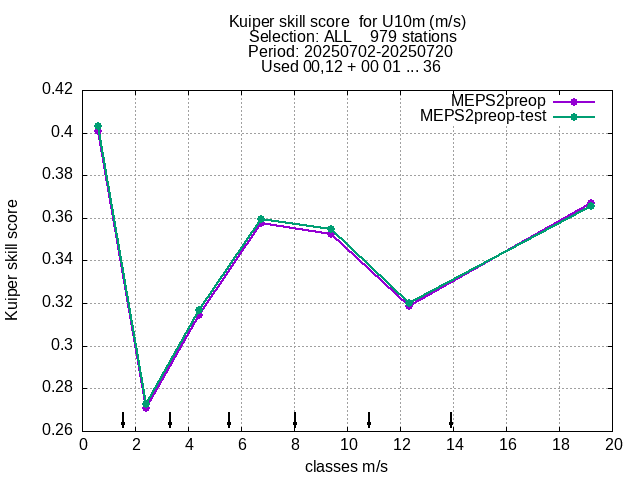 Kuiper skill score  for U10m (m/s)
Selection: ALL    979 stations
Period: 20250702-20250720
Used 00,12 + 00 01 ... 36
MEPS2preop
MEPS2preop-test
Kuiper skill score
0.42
0.4
0.38
0.36
0.34
0.32
0.3
0.28
0.26
0 2 4 6 8 10 12 14 16 18 20
classes m/s